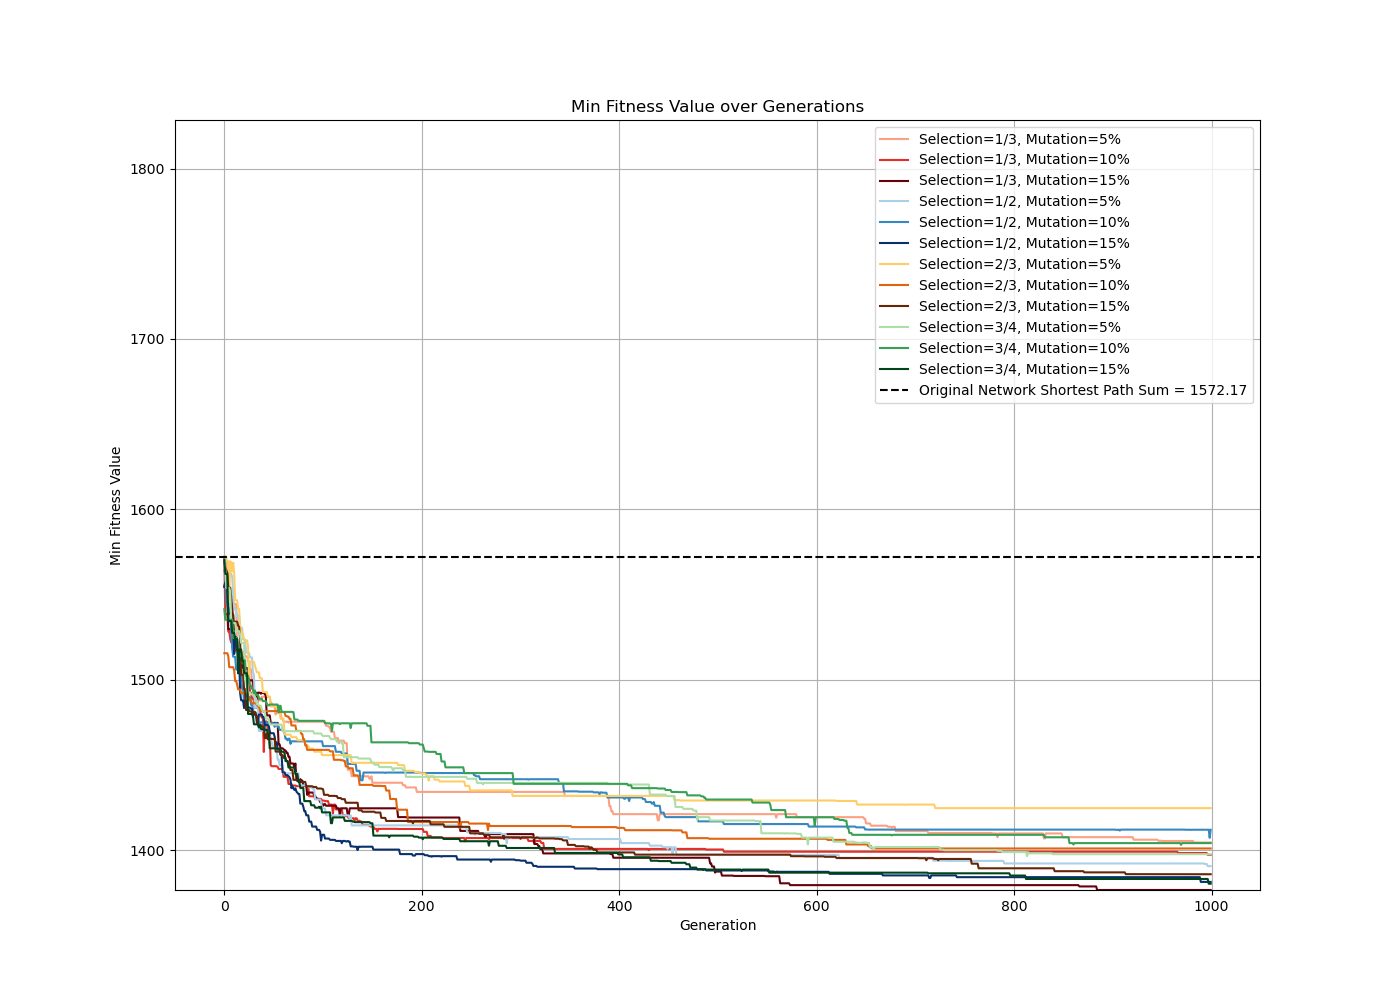 Min Fitness Value over Generations
Min Fitness Value
1800
1700
1600
1500
1400
0
200
400
600
800
1000
Generation
Selection=1/3, Mutation=5%
Selection=1/3, Mutation=10%
Selection=1/3, Mutation=15%
Selection=1/2, Mutation=5%
Selection=1/2, Mutation=10%
Selection=1/2, Mutation=15%
Selection=2/3, Mutation=5%
Selection=2/3, Mutation=10%
Selection=2/3, Mutation=15%
Selection=3/4, Mutation=5%
Selection=3/4, Mutation=10%
Selection=3/4, Mutation=15%
Original Network Shortest Path Sum = 1572.17